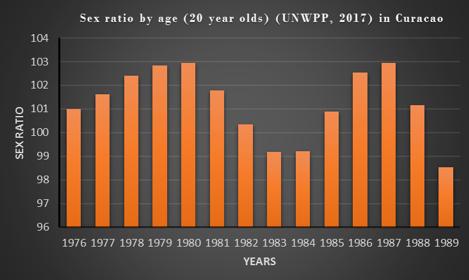 Sex ratio by age (20 year olds) (UNWPP, 2017) in Curacao
104
103
102
101
100
99
98
97
96
SEX RATIO
1976 1977 1978 1979 1980 1981 1982 1983 1984 1985 1986 1987 1988 1989
YEARS